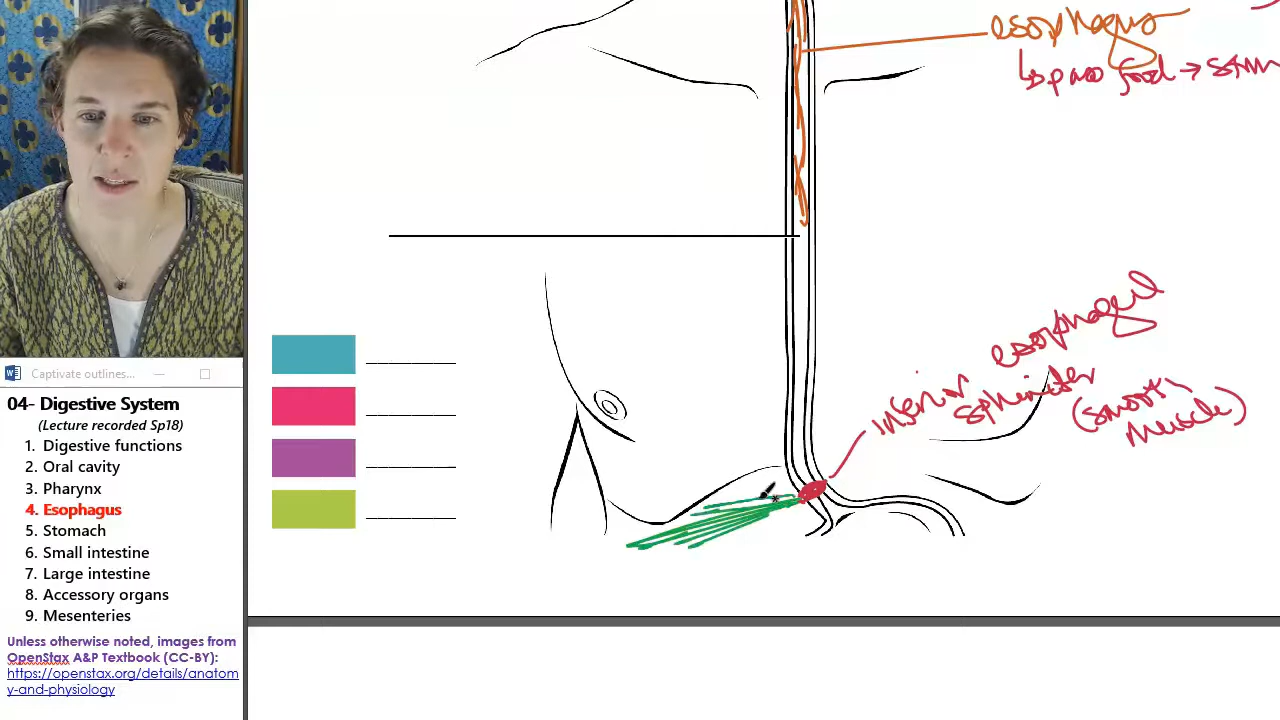 esophagus
food →
inferior esophageal
sphincter
(smooth
muscle)
Captivate outlines...
04- Digestive System
(Lecture recorded Sp18)
1. Digestive functions
2. Oral cavity
3. Pharynx
4. Esophagus
5. Stomach
6. Small intestine
7. Large intestine
8. Accessory organs
9. Mesenteries
Unless otherwise noted, images from
OpenStax A&P Textbook (CC-BY):
https://openstax.org/details/anatom
y-and-physiology